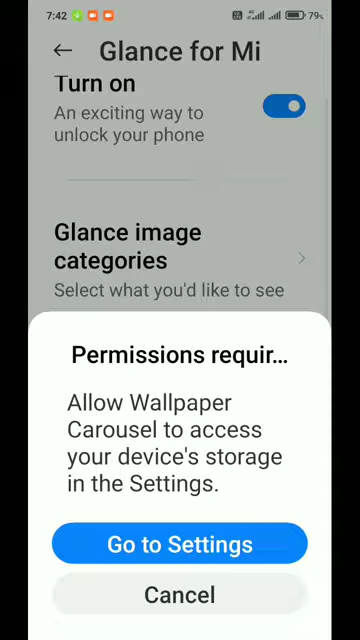 7:42
79%
Glance for Mi
Turn on
An exciting way to
unlock your phone
Glance image
categories
Select what you'd like to see
Permissions requir...
Allow Wallpaper
Carousel to access
your device's storage
in the Settings.
Go to Settings
Cancel